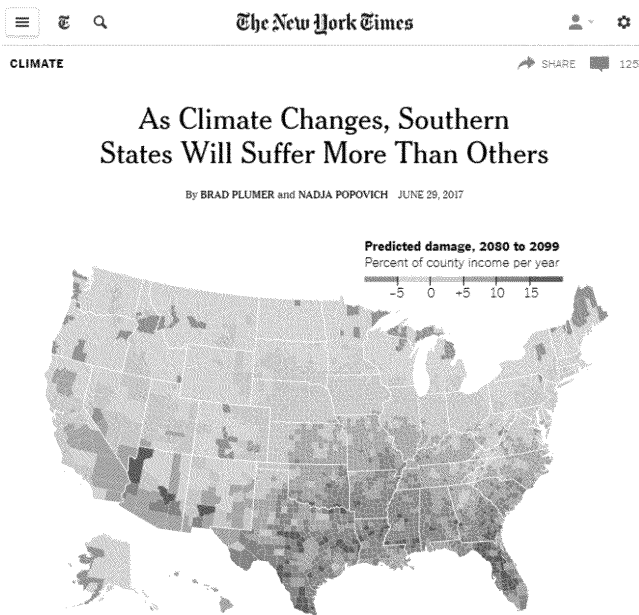 The New York Times
CLIMATE
SHARE 125
As Climate Changes, Southern
States Will Suffer More Than Others
By BRAD PLUMER and NADJA POPOVICH JUNE 29, 2017
Predicted damage, 2080 to 2099
Percent of county income per year
-5 0 +5 10 15